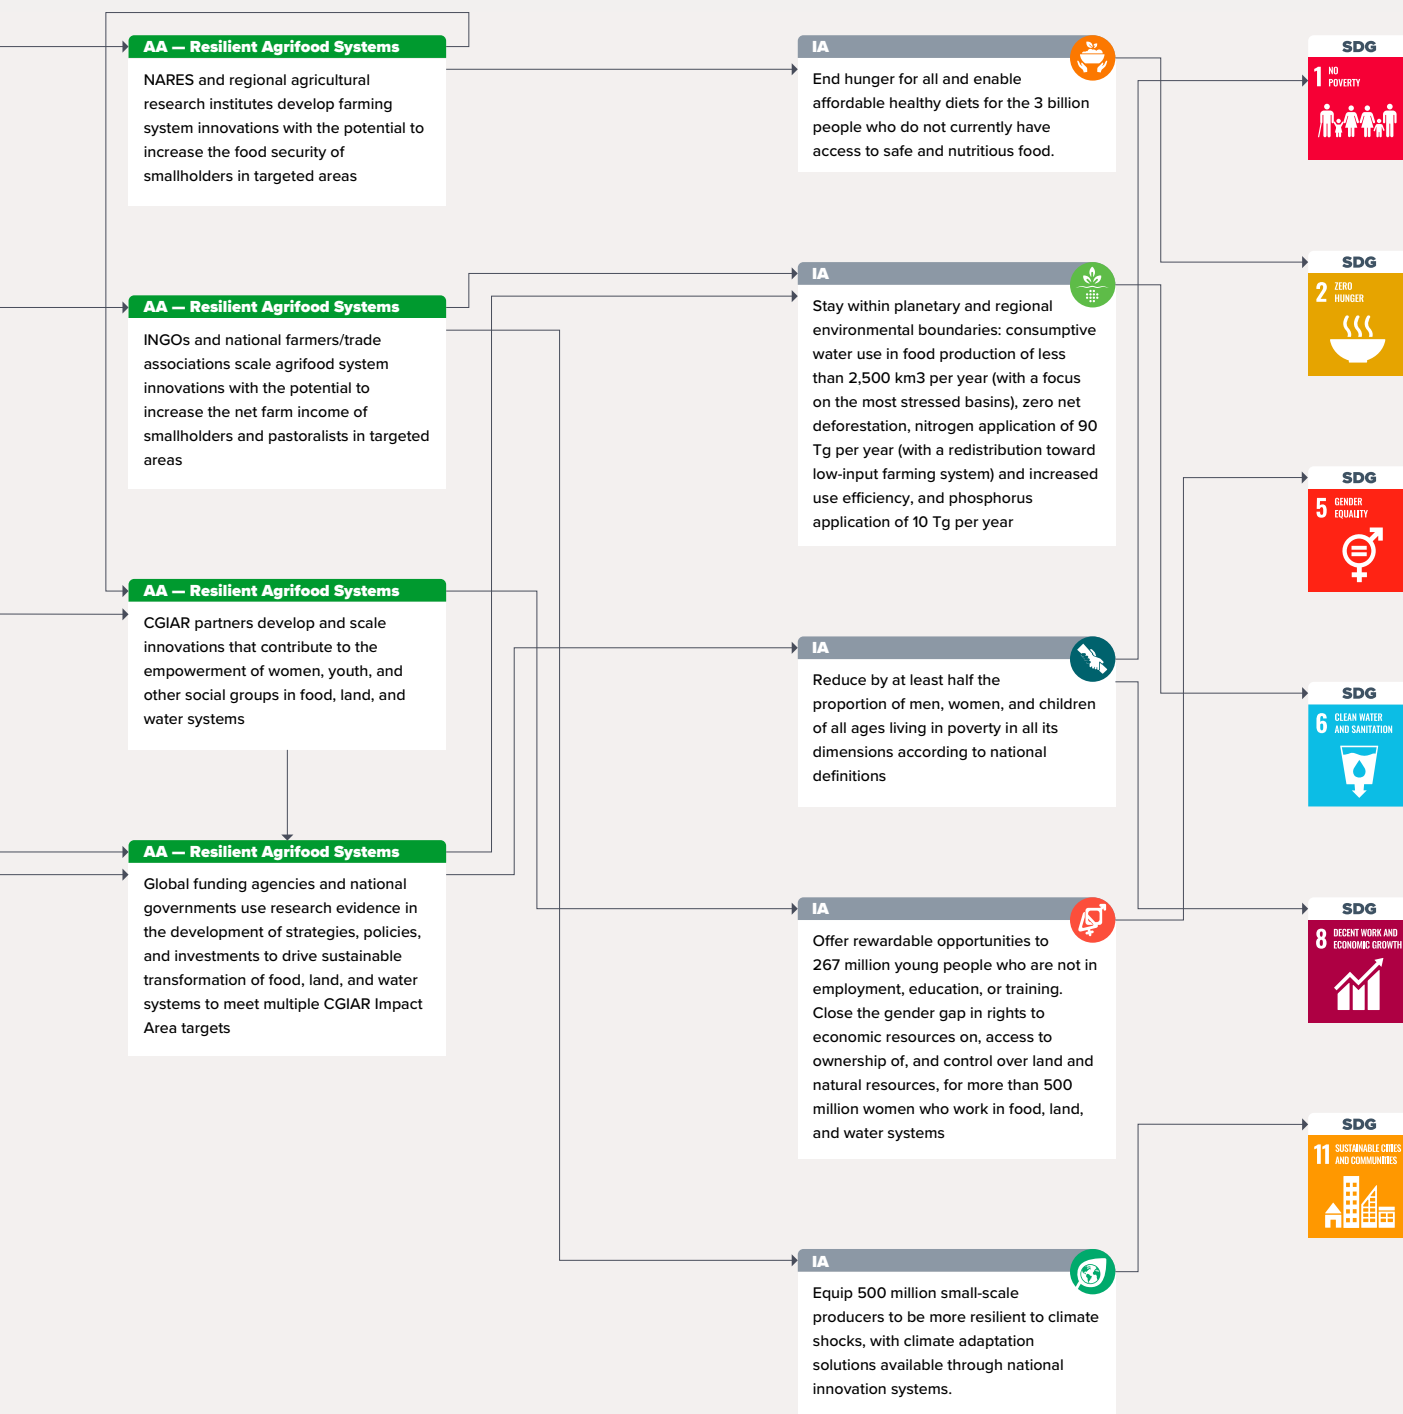 AA — Resilient Agrifood Systems
NARES and regional agricultural
research institutes develop farming
system innovations with the potential to
increase the food security of
smallholders in targeted areas
AA — Resilient Agrifood Systems
INGOs and national farmers/trade
associations scale agrifood system
innovations with the potential to
increase the net farm income of
smallholders and pastoralists in targeted
areas
AA — Resilient Agrifood Systems
CGIAR partners develop and scale
innovations that contribute to the
empowerment of women, youth, and
other social groups in food, land, and
water systems
AA — Resilient Agrifood Systems
Global funding agencies and national
governments use research evidence in
the development of strategies, policies,
and investments to drive sustainable
transformation of food, land, and water
systems to meet multiple CGIAR Impact
Area targets
IA
End hunger for all and enable
affordable healthy diets for the 3 billion
people who do not currently have
access to safe and nutritious food.
IA
Stay within planetary and regional
environmental boundaries: consumptive
water use in food production of less
than 2,500 km3 per year (with a focus
on the most stressed basins), zero net
deforestation, nitrogen application of 90
Tg per year (with a redistribution toward
low-input farming system) and increased
use efficiency, and phosphorus
application of 10 Tg per year
IA
Reduce by at least half the
proportion of men, women, and children
of all ages living in poverty in all its
dimensions according to national
definitions
IA
Offer rewardable opportunities to
267 million young people who are not in
employment, education, or training.
Close the gender gap in rights to
economic resources on, access to
ownership of, and control over land and
natural resources, for more than 500
million women who work in food, land,
and water systems
IA
Equip 500 million small-scale
producers to be more resilient to climate
shocks, with climate adaptation
solutions available through national
innovation systems.
SDG
1 NO
POVERTY
SDG
2 ZERO
HUNGER
SDG
5 GENDER
EQUALITY
SDG
6 CLEAN WATER
AND SANITATION
SDG
8 DECENT WORK AND
ECONOMIC GROWTH
SDG
11 SUSTAINABLE CITIES
AND COMMUNITIES